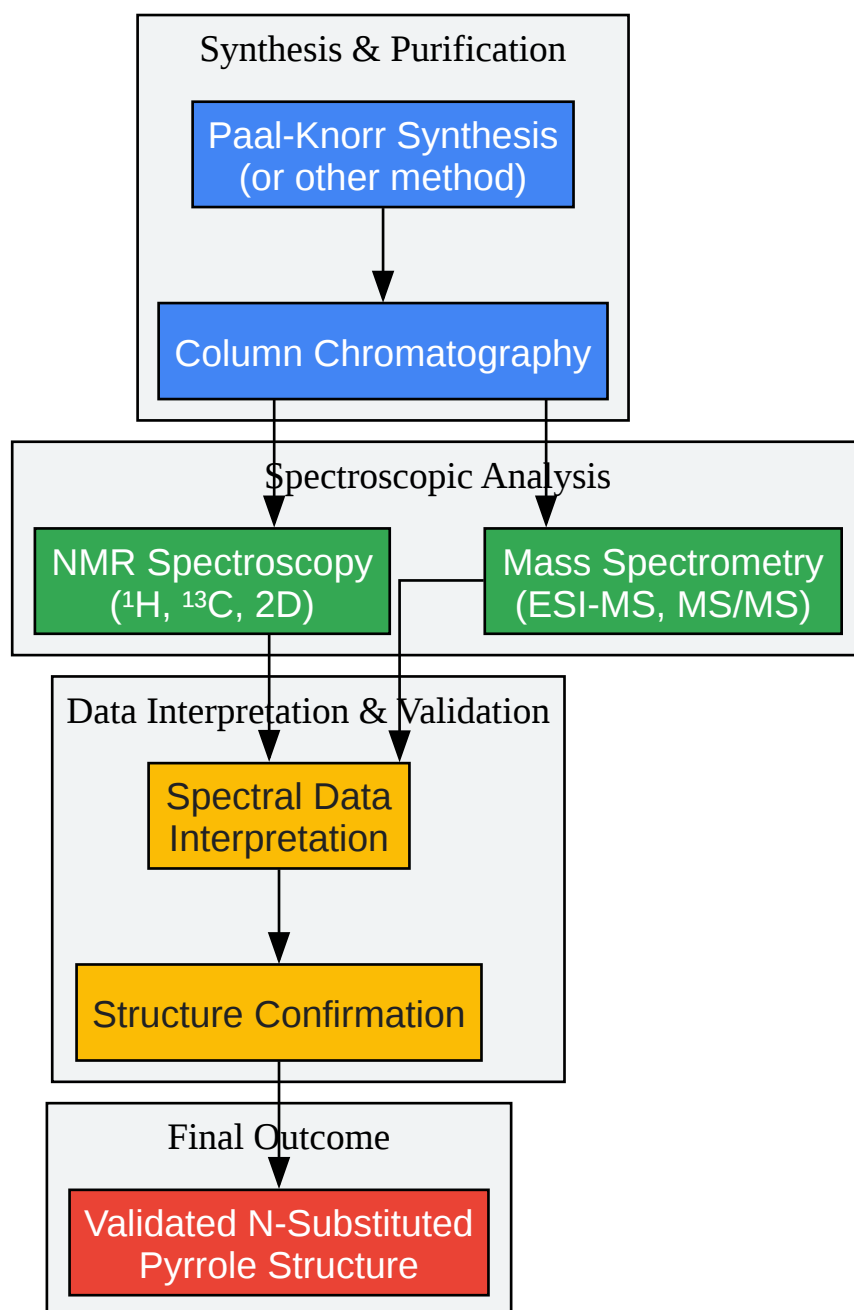 Synthesis & Purification
Paal-Knorr Synthesis
(or other method)
Column Chromatography
Spectroscopic Analysis
NMR Spectroscopy
(¹H, ¹³C, 2D)
Mass Spectrometry
(ESI-MS, MS/MS)
Data Interpretation & Validation
Spectral Data
Interpretation
Structure Confirmation
Final Outcome
Validated N-Substituted
Pyrrole Structure